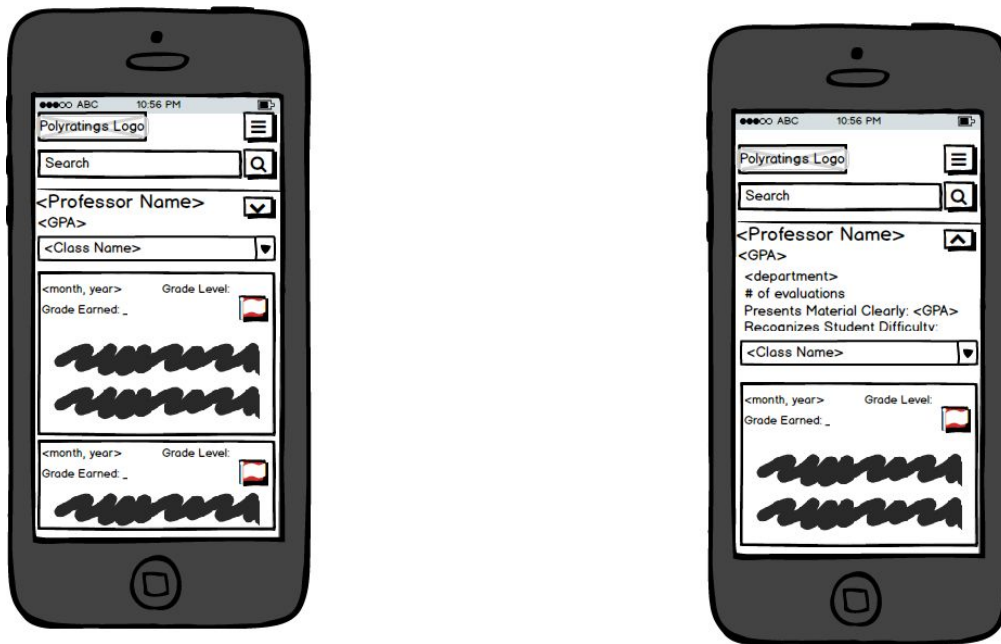 ABC 10:56 PM
Polyratings Logo
Search
<Professor Name>
<GPA>
<Class Name>
<month, year> Grade Level:
Grade Earned: _
<month, year> Grade Level:
Grade Earned: _
ABC 10:56 PM
Polyratings Logo
Search
<Professor Name>
<GPA>
<department>
# of evaluations
Presents Material Clearly: <GPA>
Recognizes Student Difficulty:
<Class Name>
<month, year> Grade Level:
Grade Earned: _